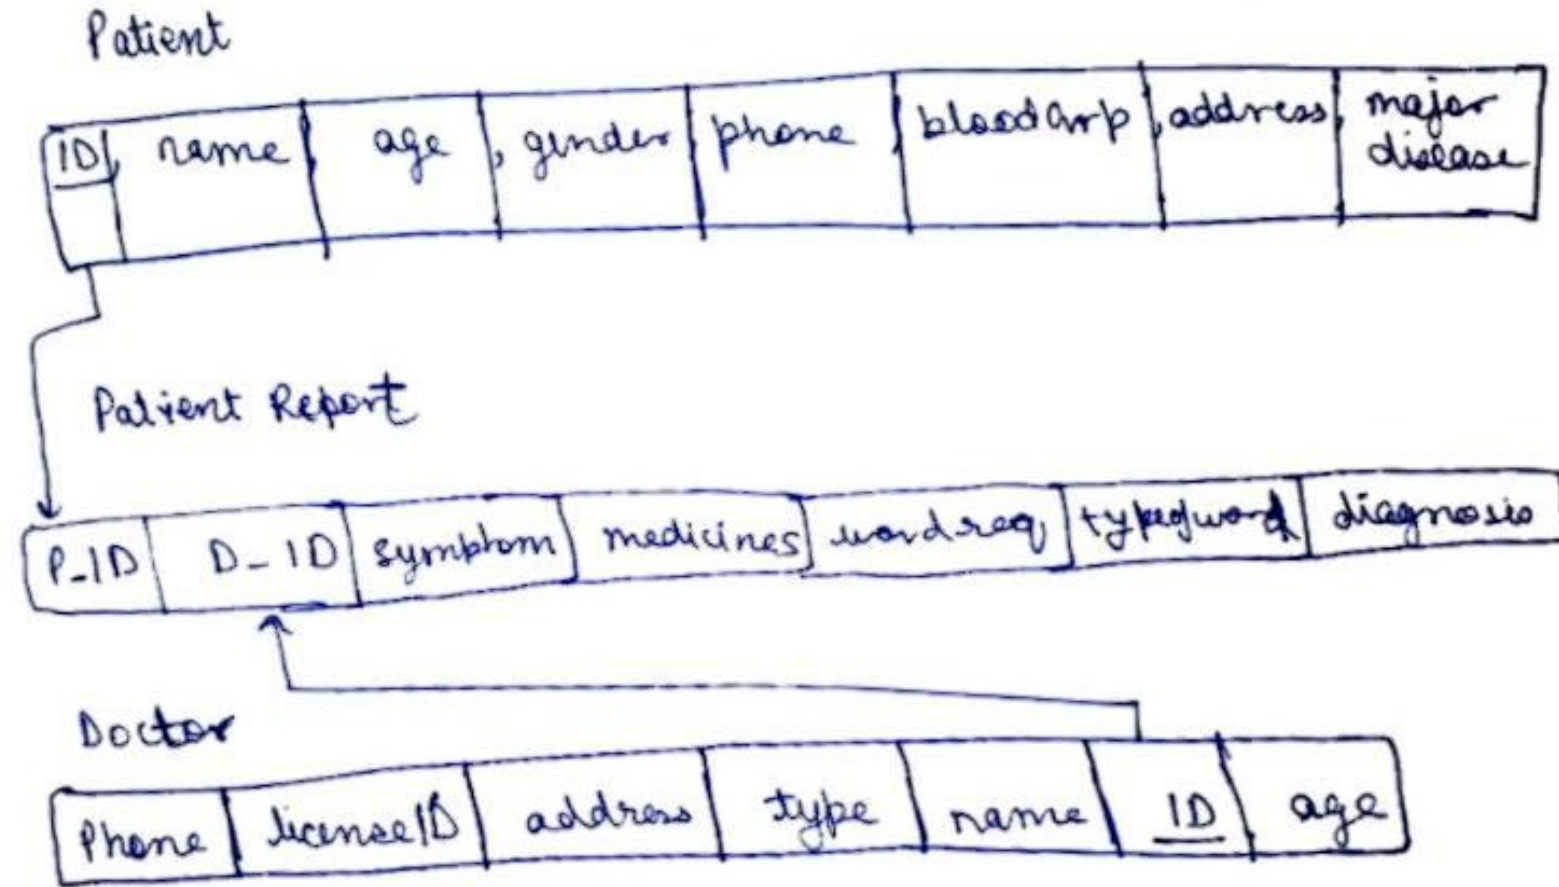 Patient
ID, name, age, gender, phone, bloodGrp, address, major disease
Patient Report
P_ID D_ID symptom medicines wardreq typeofward diagnosis
Doctor
Phone licenseID address type name ID age